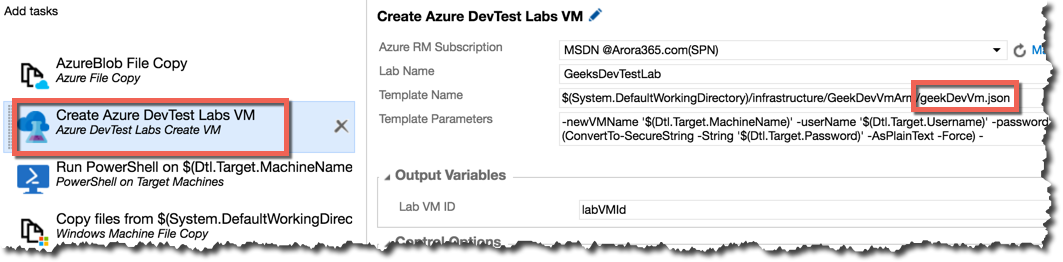 Add tasks
AzureBlob File Copy
Azure File Copy
Create Azure DevTest Labs VM
Azure DevTest Labs Create VM
Run PowerShell on $(Dtl.Target.MachineName
PowerShell on Target Machines
Copy files from $(System.DefaultWorkingDirec
Windows Machine File Copy
Create Azure DevTest Labs VM
Azure RM Subscription
MSDN @Arora365.com(SPN)
Lab Name
GeeksDevTestLab
Template Name
$(System.DefaultWorkingDirectory)/infrastructure/GeekDevVmArm/geekDevVm.json
Template Parameters
-newVMName '$(Dtl.Target.MachineName)' -userName '$(Dtl.Target.Username)' -password
(ConvertTo-SecureString -String '$(Dtl.Target.Password)' -AsPlainText -Force) -
Output Variables
Lab VM ID
labVMId
Control Options